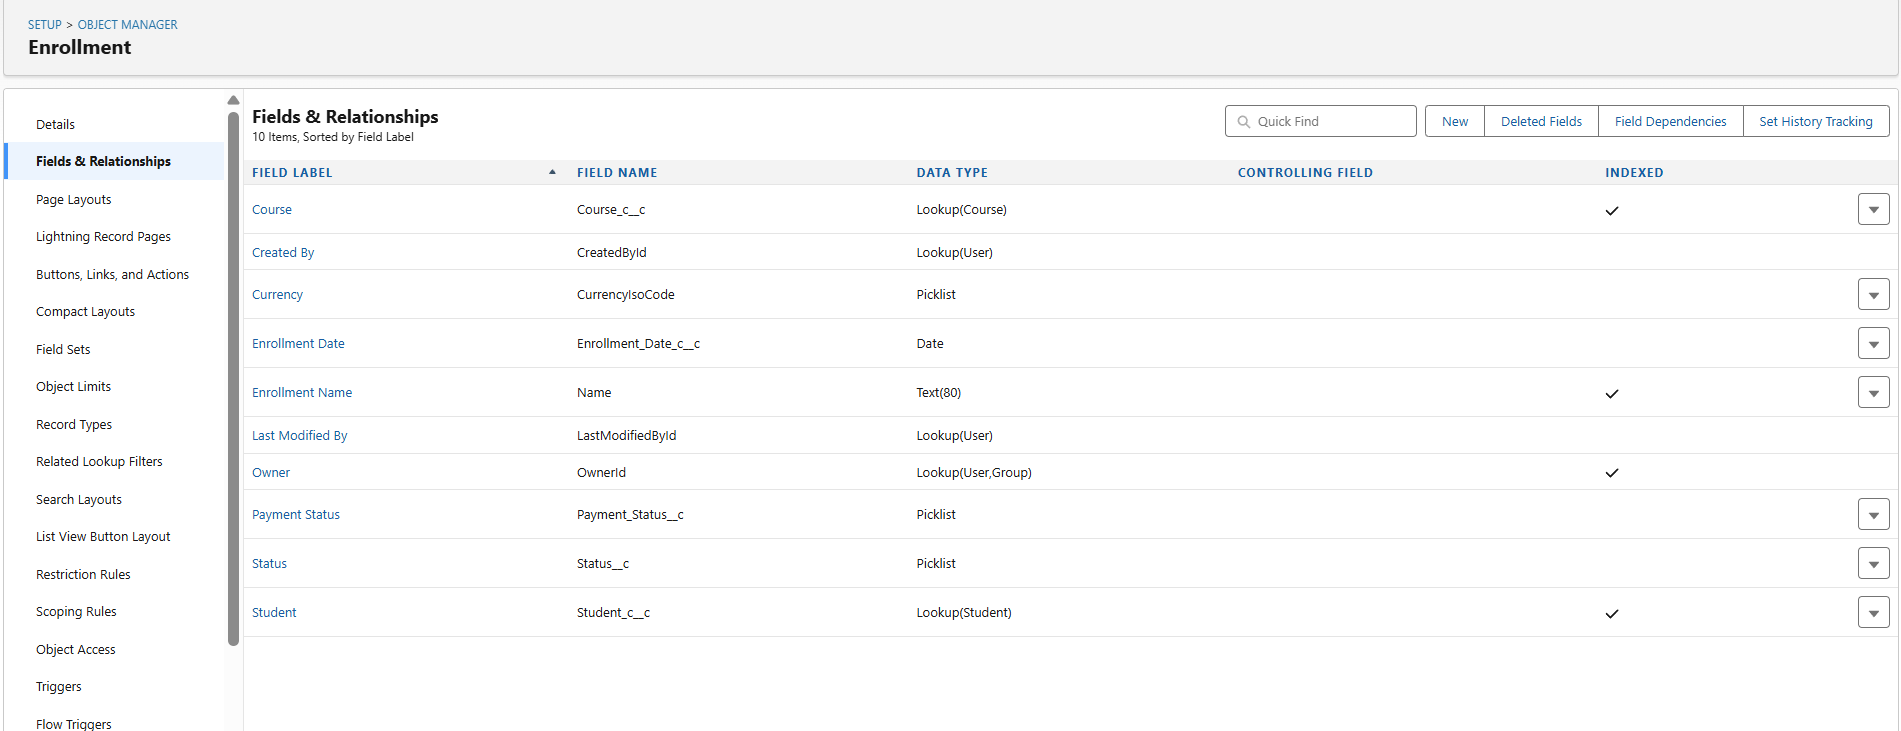 SETUP > OBJECT MANAGER
Enrollment
Details
Fields & Relationships
Page Layouts
Lightning Record Pages
Buttons, Links, and Actions
Compact Layouts
Field Sets
Object Limits
Record Types
Related Lookup Filters
Search Layouts
List View Button Layout
Restriction Rules
Scoping Rules
Object Access
Triggers
Flow Triggers
Fields & Relationships
10 Items, Sorted by Field Label
Quick Find
New Deleted Fields Field Dependencies Set History Tracking
FIELD LABEL FIELD NAME DATA TYPE CONTROLLING FIELD INDEXED
Course Course_c__c Lookup(Course)
Created By CreatedById Lookup(User)
Currency CurrencyIsoCode Picklist
Enrollment Date Enrollment_Date_c__c Date
Enrollment Name Name Text(80)
Last Modified By LastModifiedById Lookup(User)
Owner OwnerId Lookup(User,Group)
Payment Status Payment_Status__c Picklist
Status Status__c Picklist
Student Student_c__c Lookup(Student)